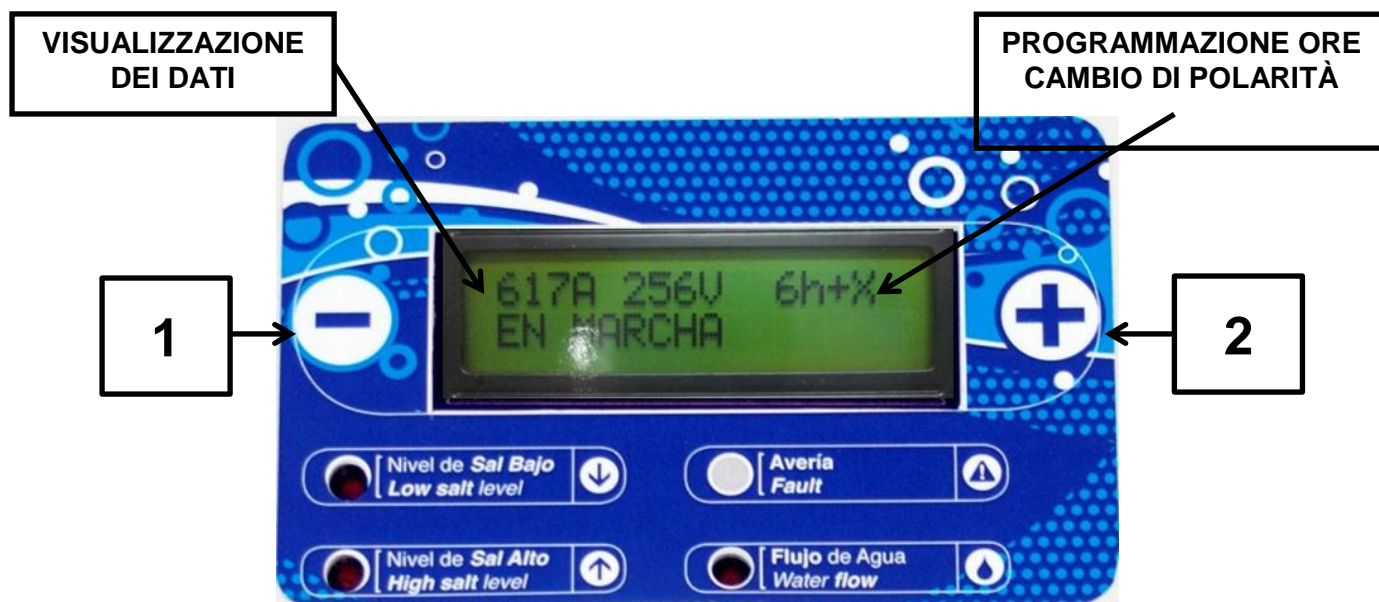 VISUALIZZAZIONE
DEI DATI
PROGRAMMAZIONE ORE
CAMBIO DI POLARITÀ
1
617A 256V 6h+X
EN MARCHA
2
Nivel de Sal Bajo
Low salt level
Avería
Fault
Nivel de Sal Alto
High salt level
Flujo de Agua
Water flow